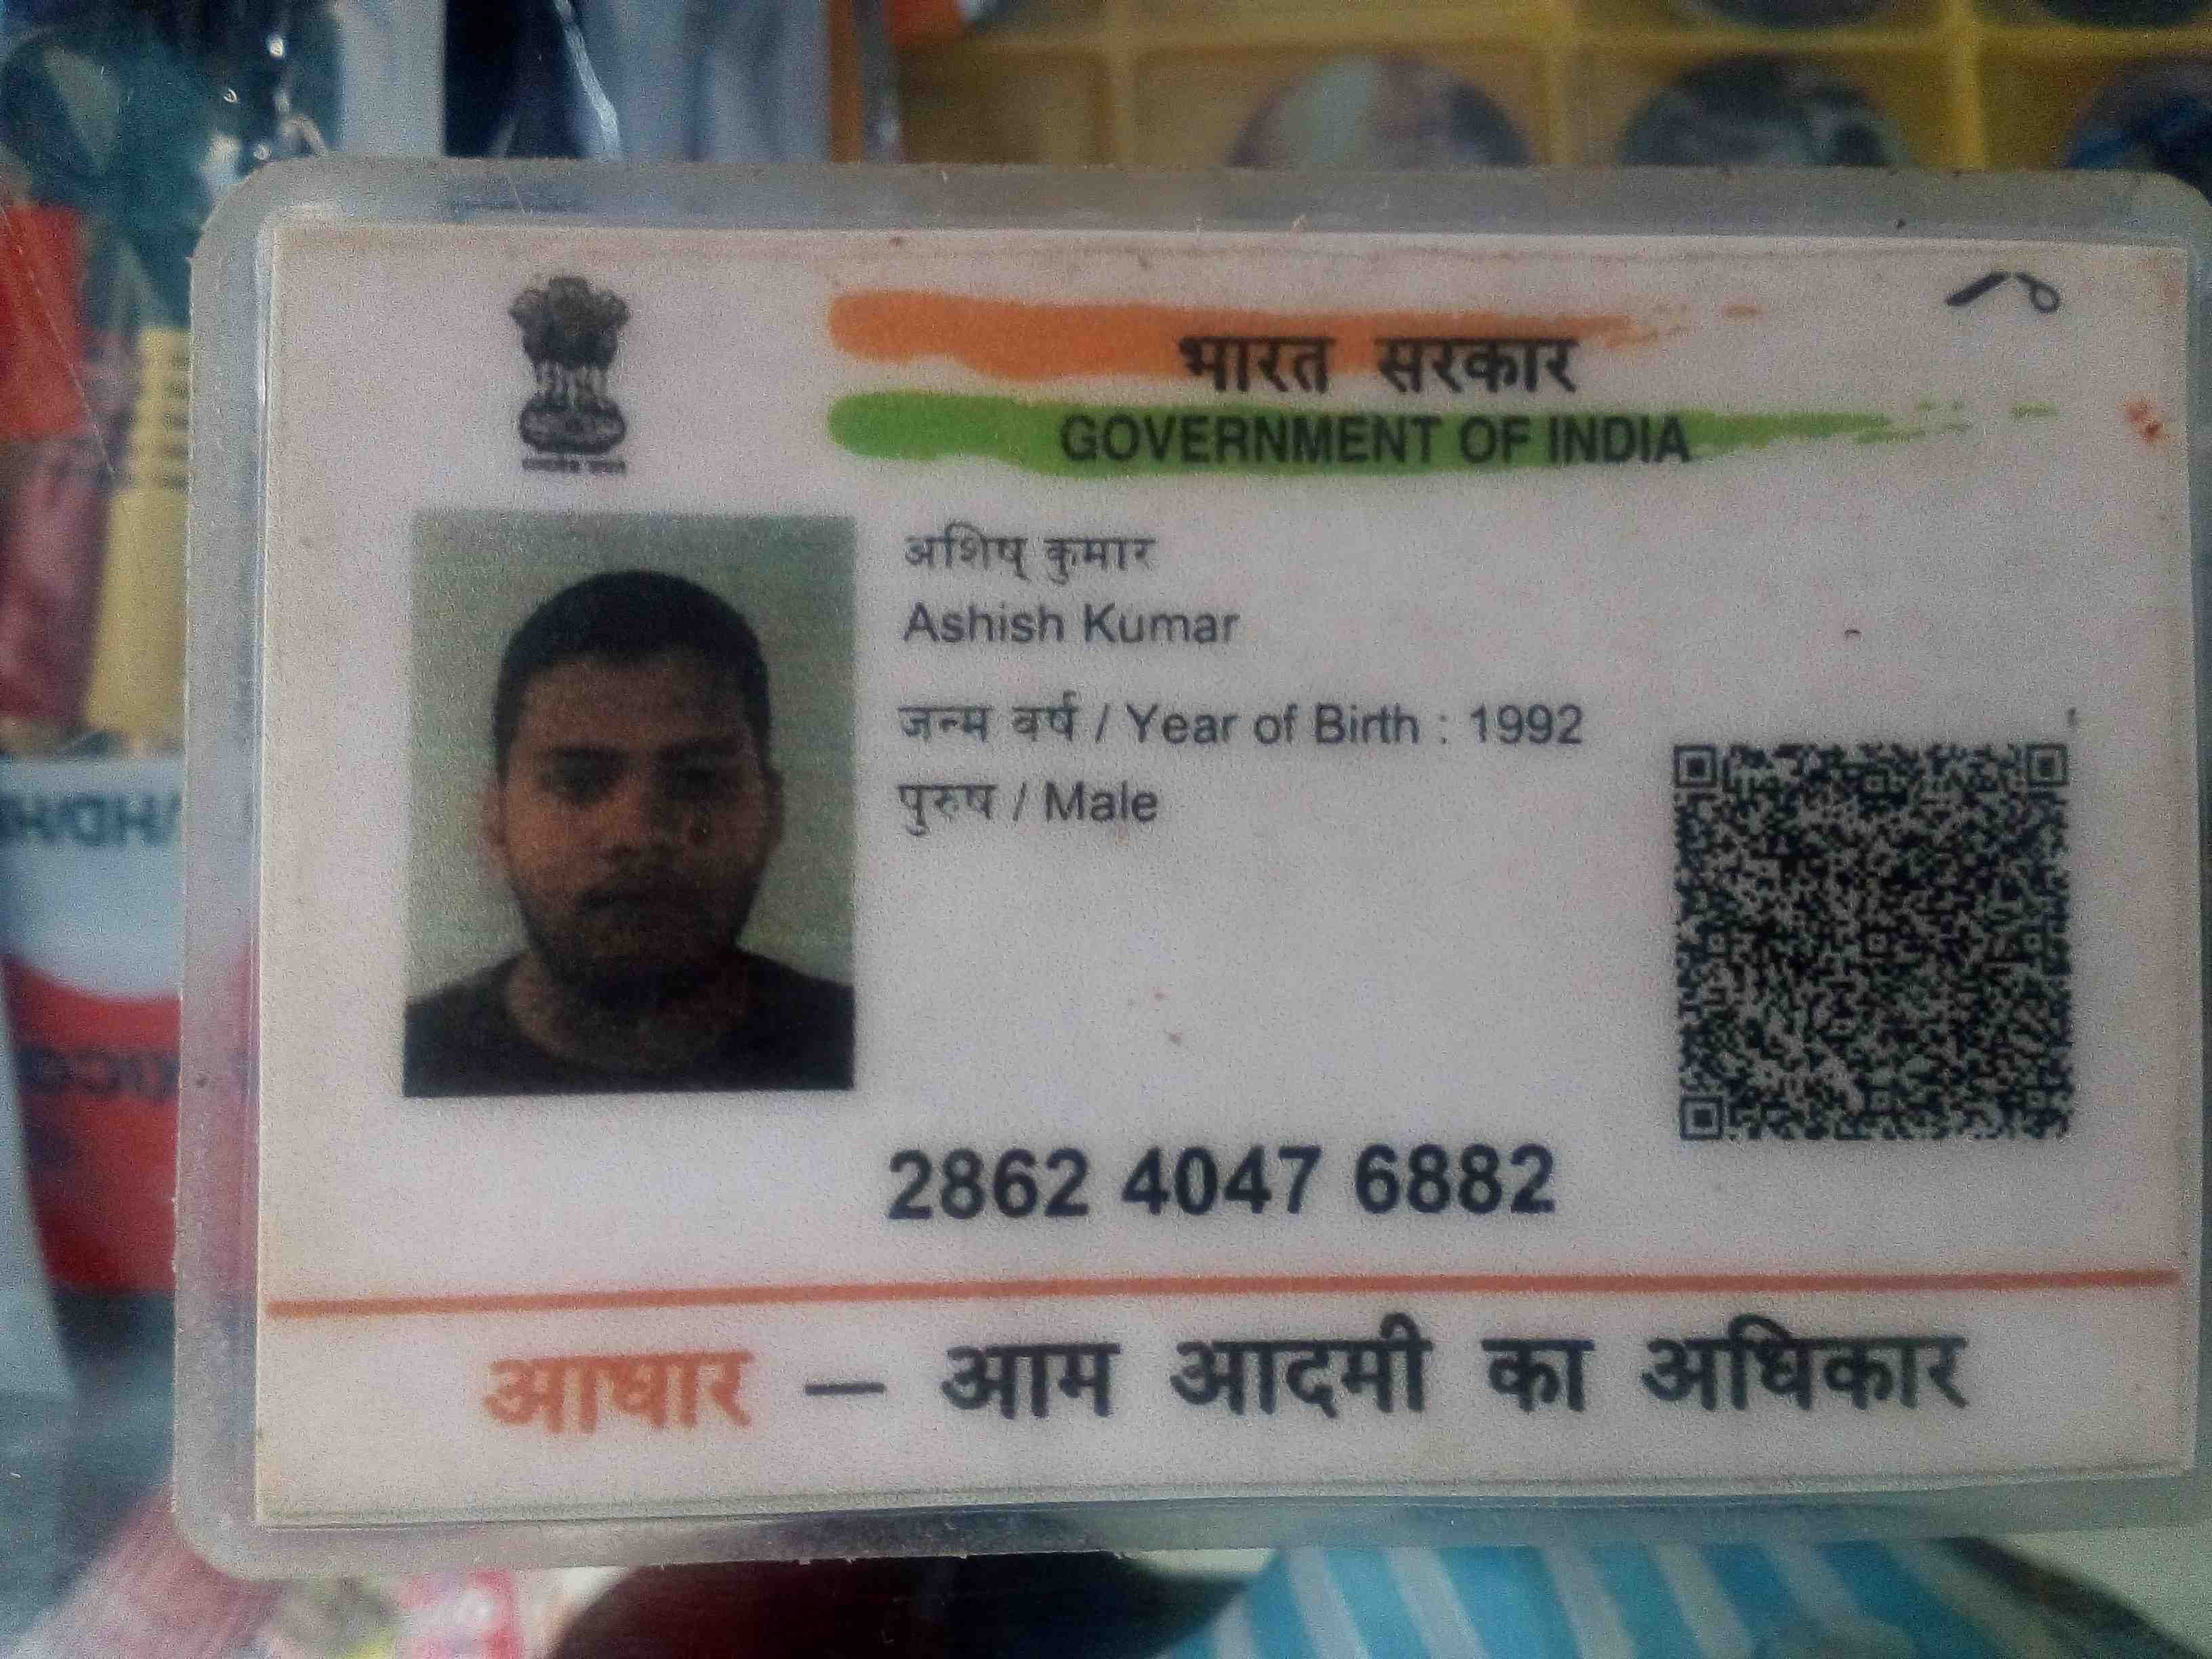 भारत सरकार
GOVERNMENT OF INDIA
अशिष् कुमार
Ashish Kumar
जन्म वर्ष / Year of Birth : 1992
पुरुष / Male
2862 4047 6882
आधार — आम आदमी का अधिकार